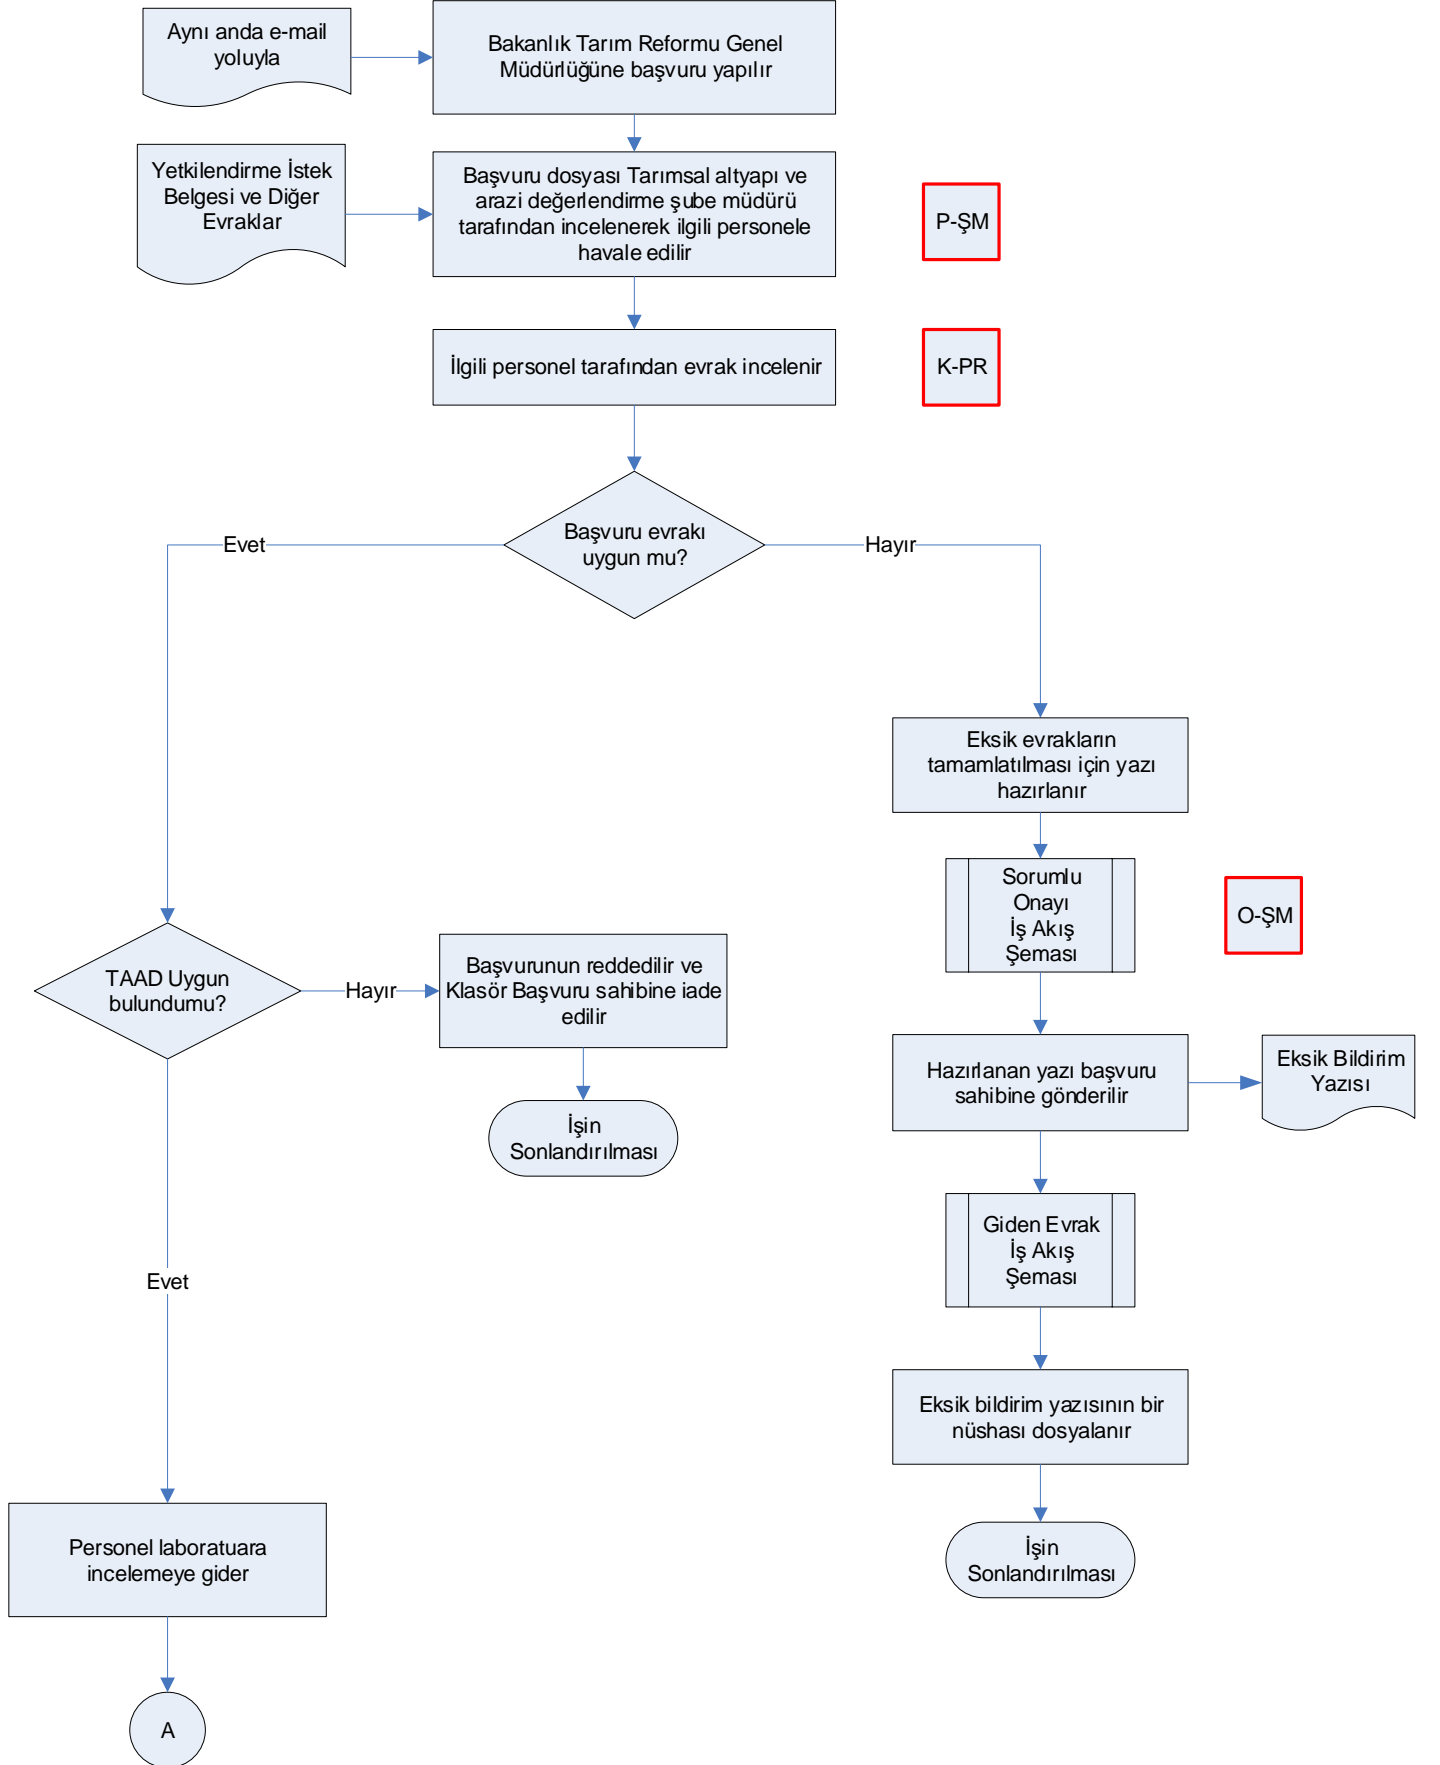 Aynı anda e-mail
yoluyla
Bakanlık Tarım Reformu Genel
Müdürlüğüne başvuru yapılır
Yetkilendirme İstek
Belgesi ve Diğer
Evraklar
Başvuru dosyası Tarımsal altyapı ve
arazi değerlendirme şube müdürü
tarafından incelenerek ilgili personele
havale edilir
P-ŞM
İlgili personel tarafından evrak incelenir
K-PR
Başvuru evrakı
uygun mu?
Evet
Hayır
Eksik evrakların
tamamlatılması için yazı
hazırlanır
Sorumlu
Onayı
İş Akış
Şeması
O-ŞM
TAAD Uygun
bulundumu?
Hayır
Başvurunun reddedilir ve
Klasör Başvuru sahibine iade
edilir
İşin
Sonlandırılması
Hazırlanan yazı başvuru
sahibine gönderilir
Eksik Bildirim
Yazısı
Giden Evrak
İş Akış
Şeması
Evet
Eksik bildirim yazısının bir
nüshası dosyalanır
İşin
Sonlandırılması
Personel laboratuara
incelemeye gider
A